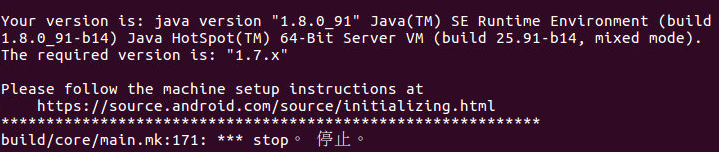 Your version is: java version "1.8.0_91" Java(TM) SE Runtime Environment (build
1.8.0_91-b14) Java HotSpot(TM) 64-Bit Server VM (build 25.91-b14, mixed mode).
The required version is: "1.7.x"
Please follow the machine setup instructions at
    https://source.android.com/source/initializing.html
************************************************************
build/core/main.mk:171: *** stop。 停止。